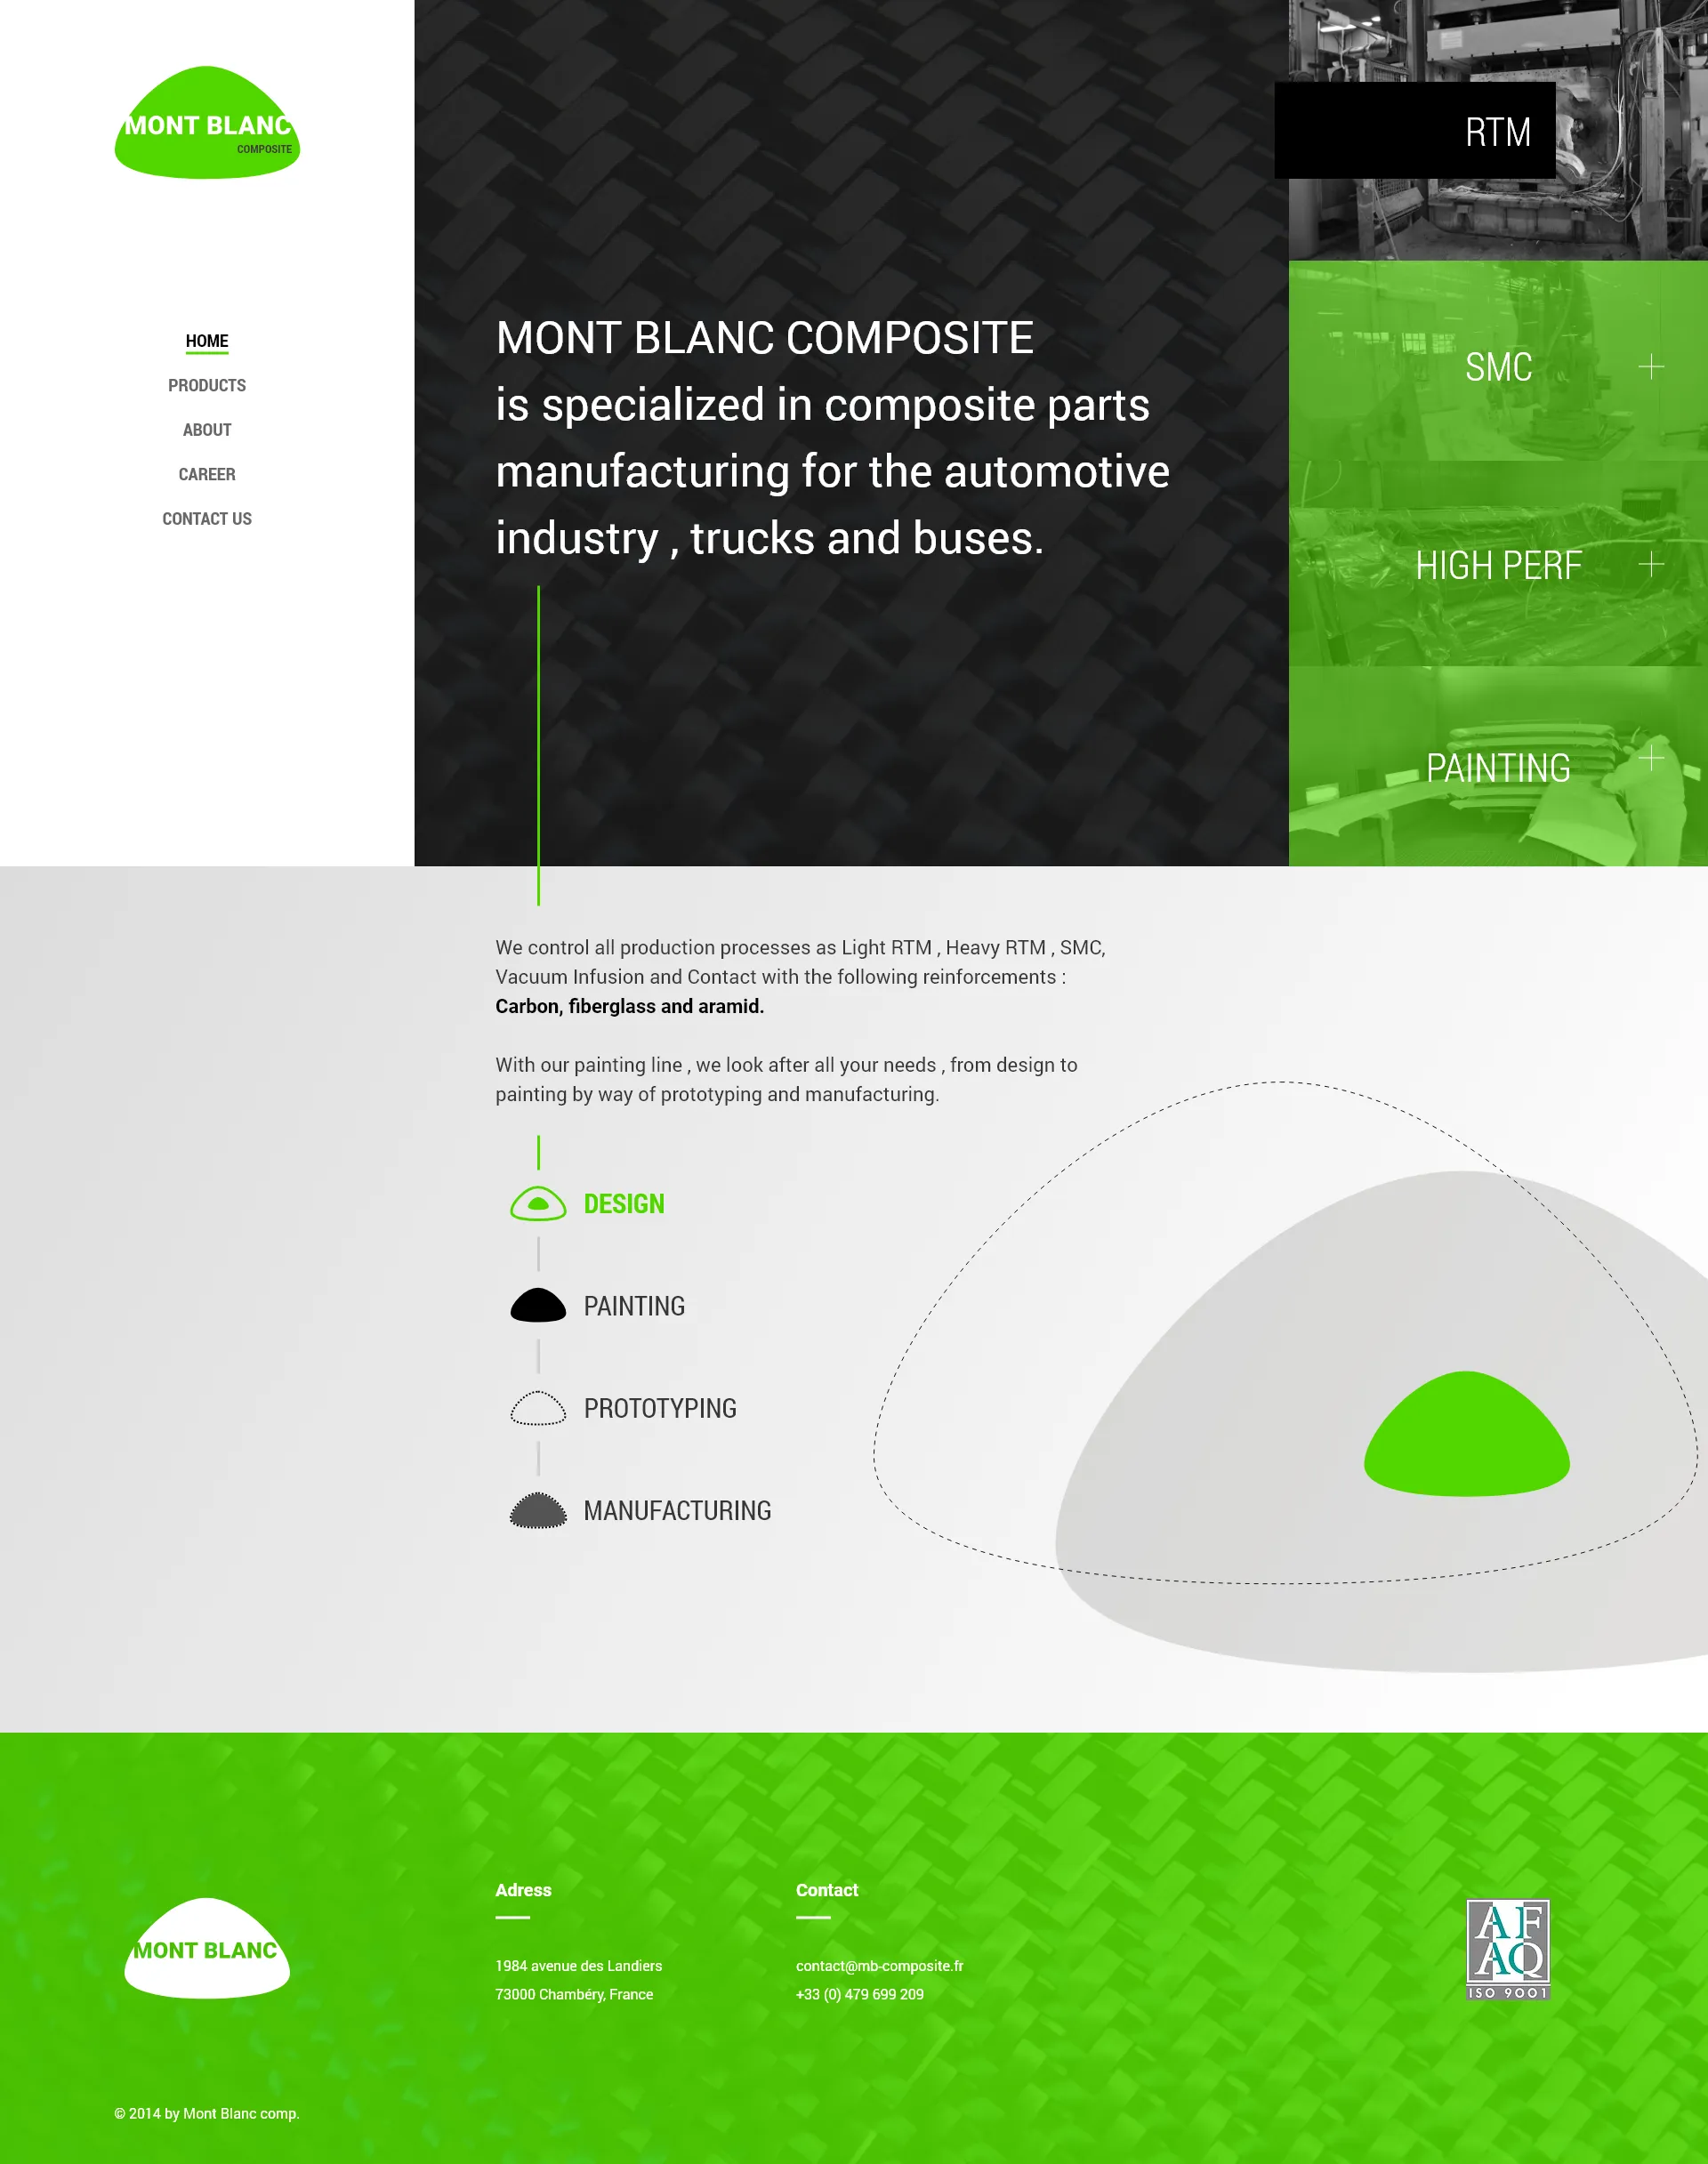 MONT BLANC
COMPOSITE
HOME
PRODUCTS
ABOUT
CAREER
CONTACT US
MONT BLANC COMPOSITE
is specialized in composite parts
manufacturing for the automotive
industry , trucks and buses.
RTM
SMC
HIGH PERF
PAINTING
We control all production processes as Light RTM , Heavy RTM , SMC,
Vacuum Infusion and Contact with the following reinforcements :
Carbon, fiberglass and aramid.
With our painting line , we look after all your needs , from design to
painting by way of prototyping and manufacturing.
DESIGN
PAINTING
PROTOTYPING
MANUFACTURING
MONT BLANC
Adress
1984 avenue des Landiers
73000 Chambéry, France
Contact
contact@mb-composite.fr
+33 (0) 479 699 209
AF
AQ
ISO 9001
© 2014 by Mont Blanc comp.